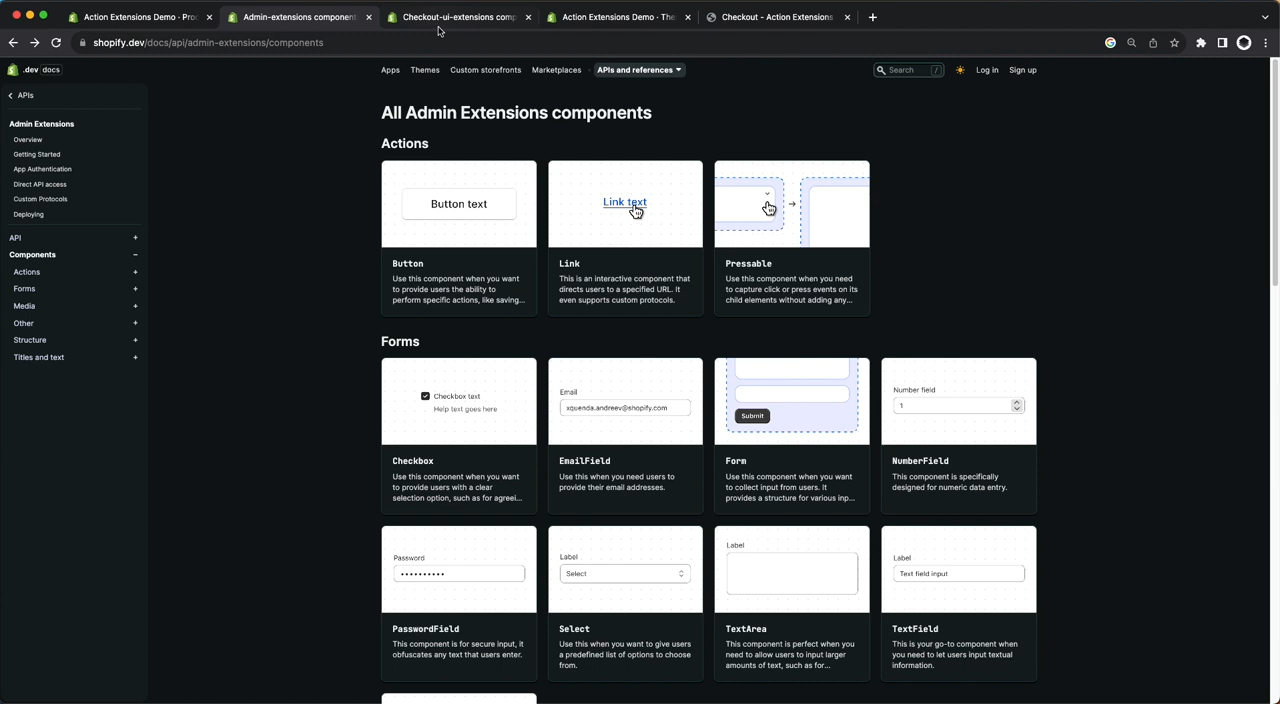 Action Extensions Demo · Pro
Admin-extensions component
Checkout-ui-extensions comp
Action Extensions Demo · The
Checkout - Action Extensions
shopify.dev/docs/api/admin-extensions/components
.dev docs
Apps
Themes
Custom storefronts
Marketplaces
APIs and references
Search
/
Log in
Sign up
APIs
Admin Extensions
Overview
Getting Started
App Authentication
Direct API access
Custom Protocols
Deploying
API +
Components −
Actions +
Forms +
Media +
Other +
Structure +
Titles and text +
All Admin Extensions components
Actions
Button text
Link text
Button
Use this component when you want
to provide users the ability to
perform specific actions, like saving...
Link
This is an interactive component that
directs users to a specified URL. It
even supports custom protocols.
Pressable
Use this component when you need
to capture click or press events on its
child elements without adding any...
Forms
Checkbox text
Help text goes here
Email
xquenda.andreev@shopify.com
Submit
Number field
1
Checkbox
Use this component when you want
to provide users with a clear
selection option, such as for agreei...
EmailField
Use this when you need users to
provide their email addresses.
Form
Use this component when you want
to collect input from users. It
provides a structure for various inp...
NumberField
This component is specifically
designed for numeric data entry.
Password
••••••••••
Label
Select
Label
Label
Text field input
PasswordField
This component is for secure input, it
obfuscates any text that users enter.
Select
Use this when you want to give users
a predefined list of options to choose
from.
TextArea
This component is perfect when you
need to allow users to input larger
amounts of text, such as for...
TextField
This is your go-to component when
you need to let users input textual
information.